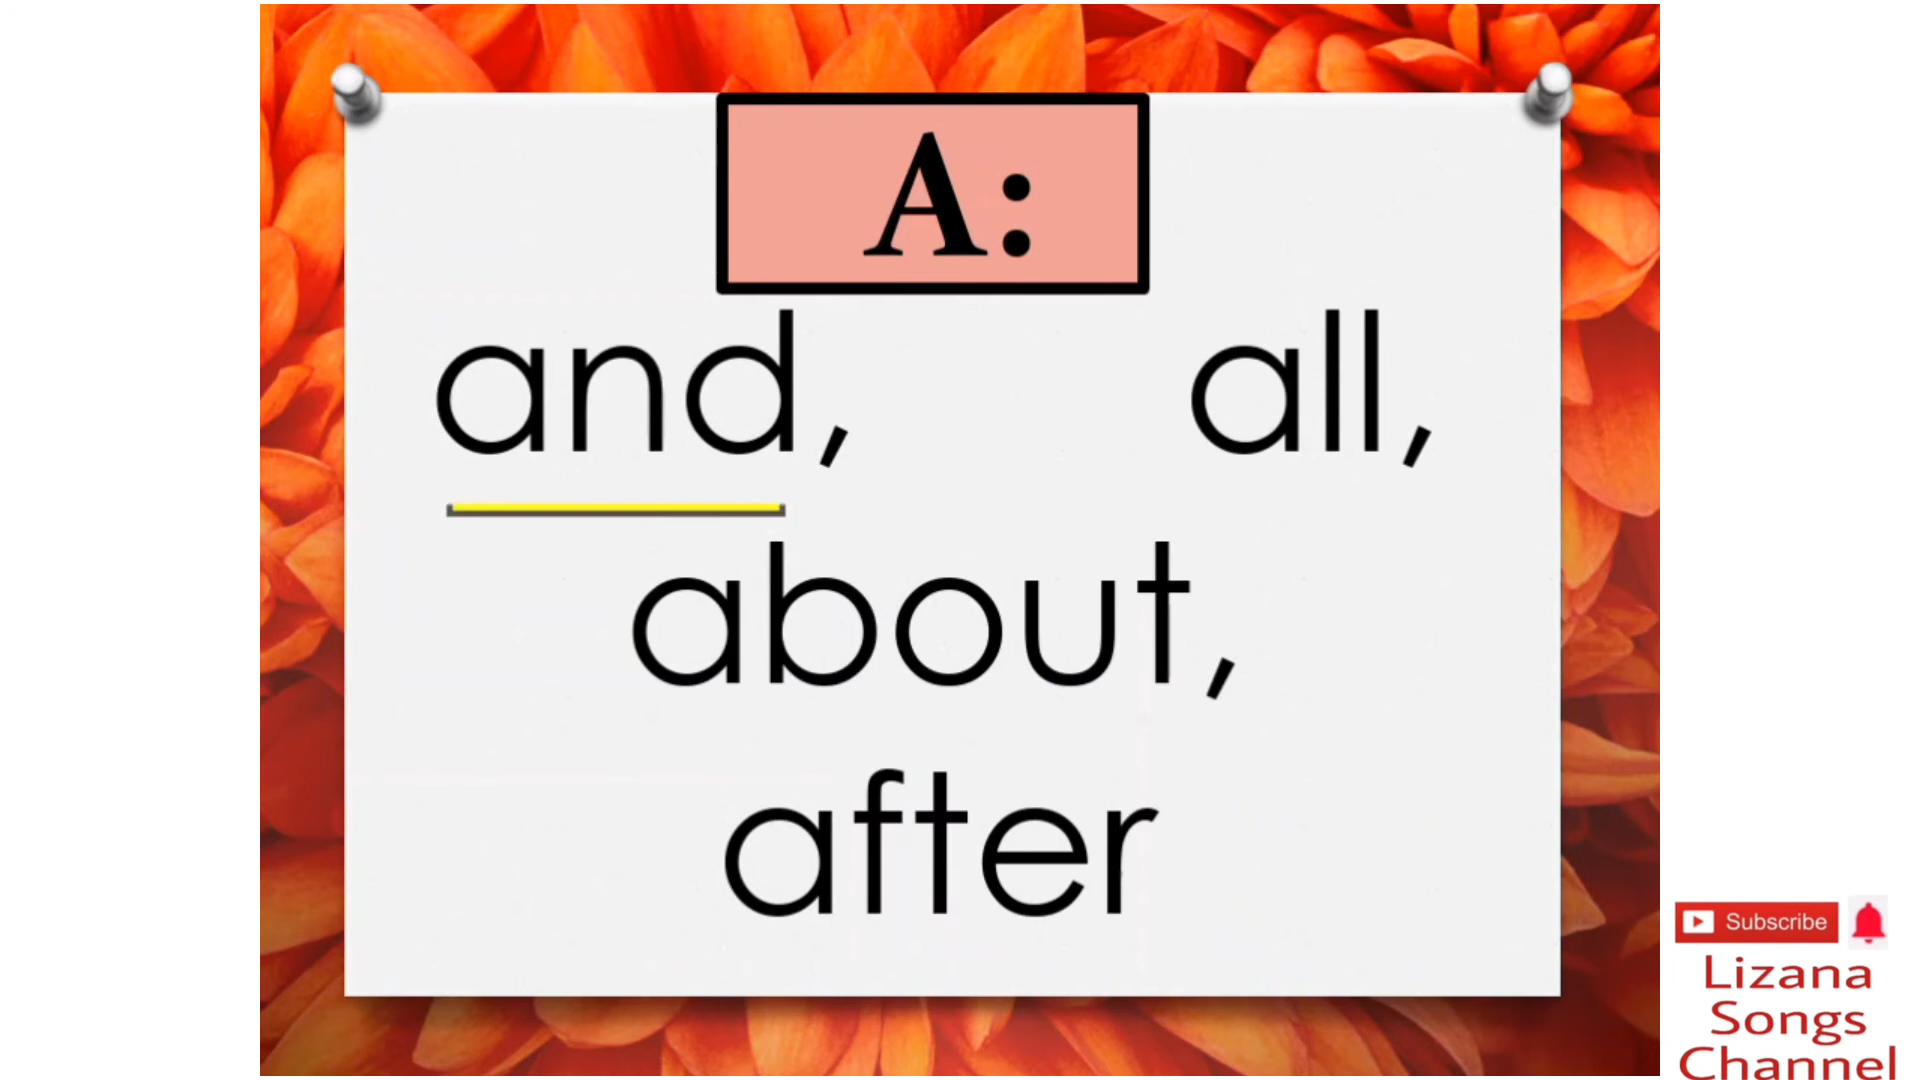 A:
and, all,
about,
after
Subscribe
Lizana
Songs
Channel